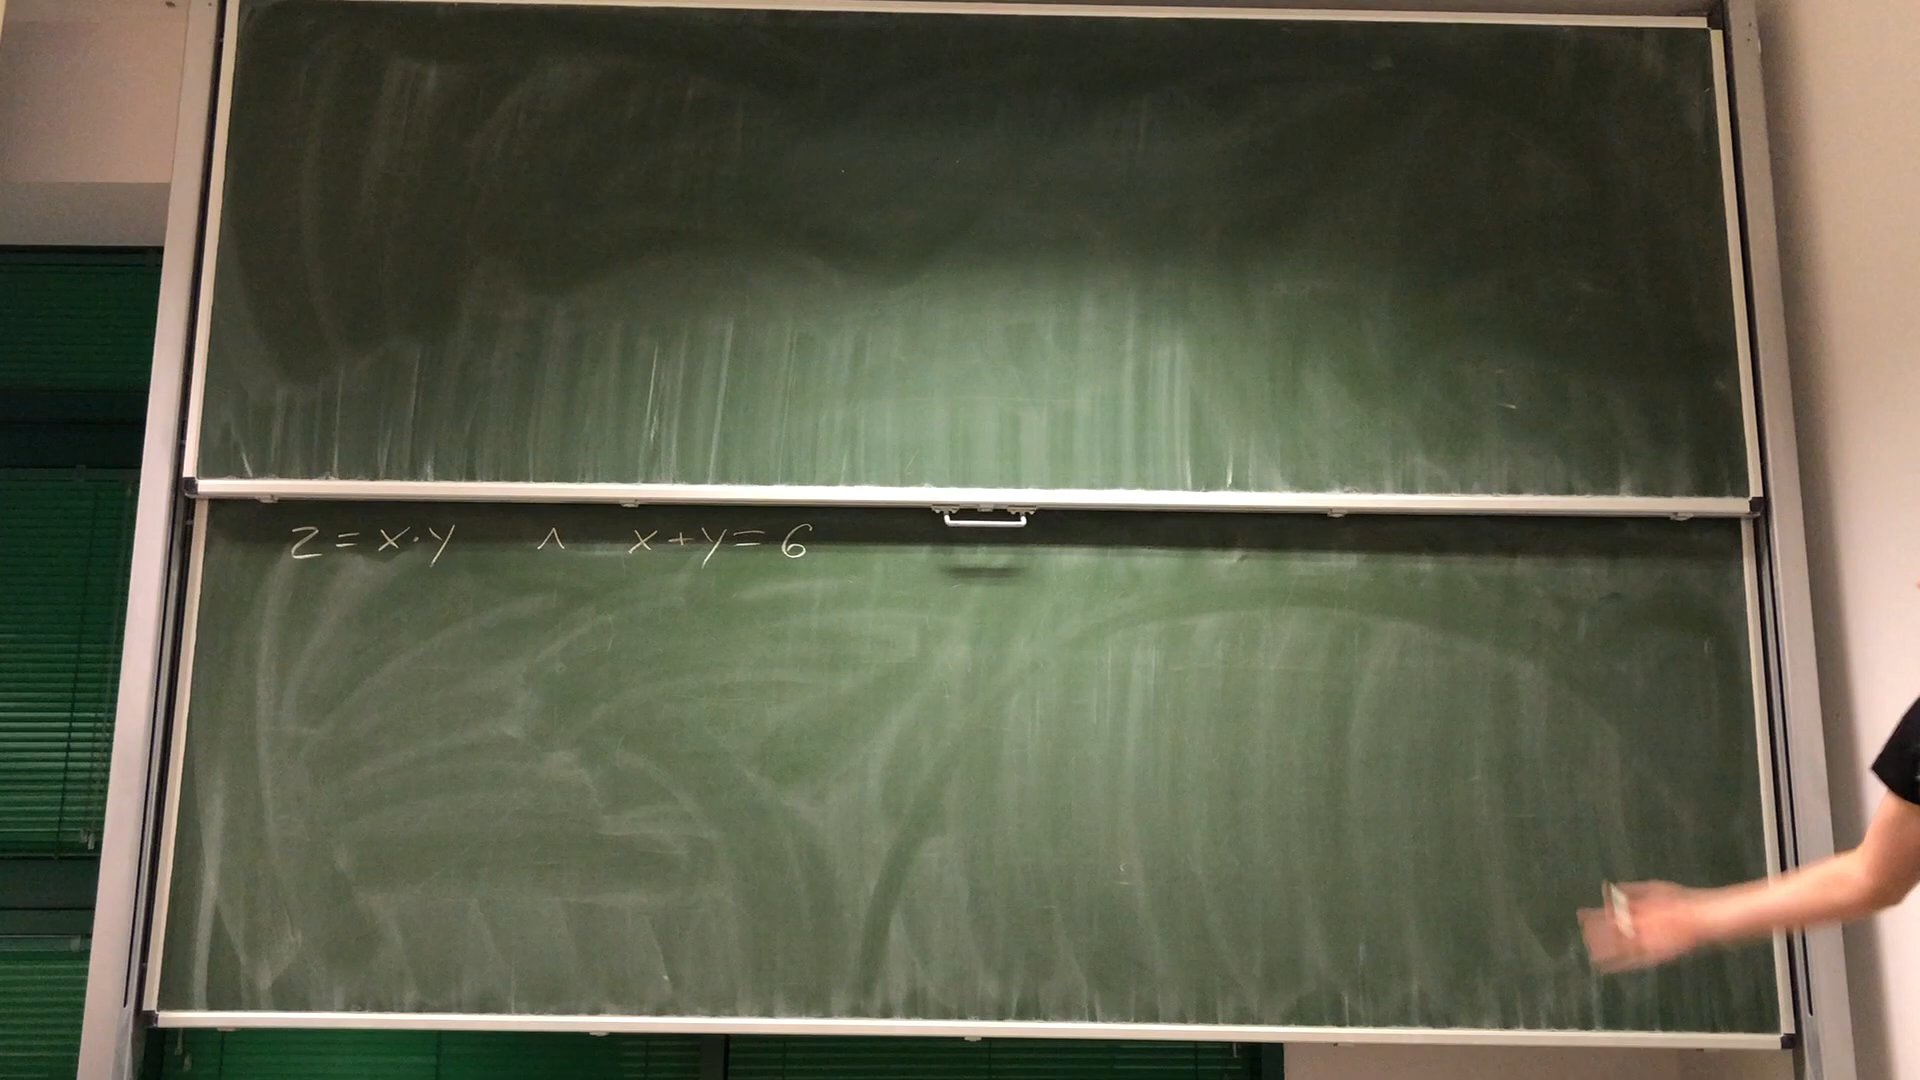 z = x · y ∧ x + y = 6